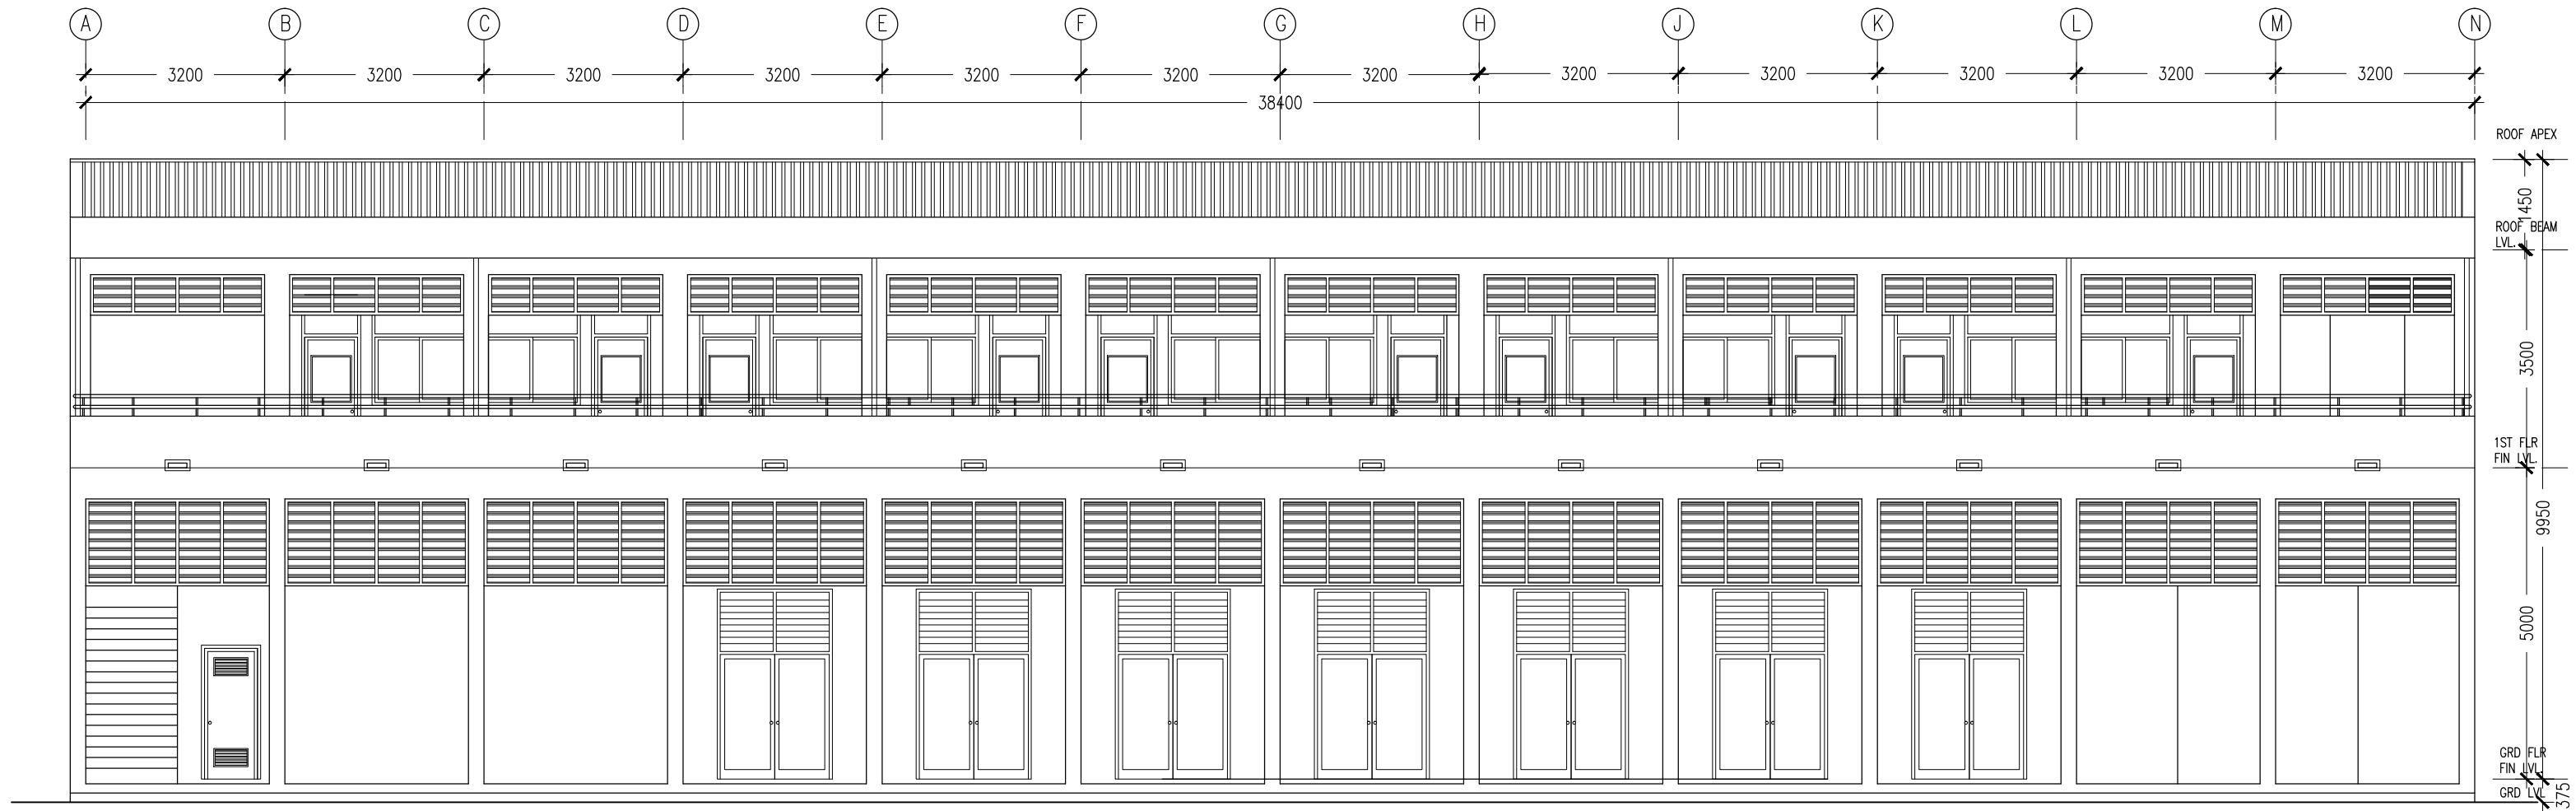 A B C D E F G H J K L M N
3200 3200 3200 3200 3200 3200 3200 3200 3200 3200 3200 3200
38400
ROOF APEX
1450
ROOF BEAM
LVL.
3500
1ST FLR
FIN LVL.
9950
5000
GRD FLR
FIN LVL
GRD LVL
375